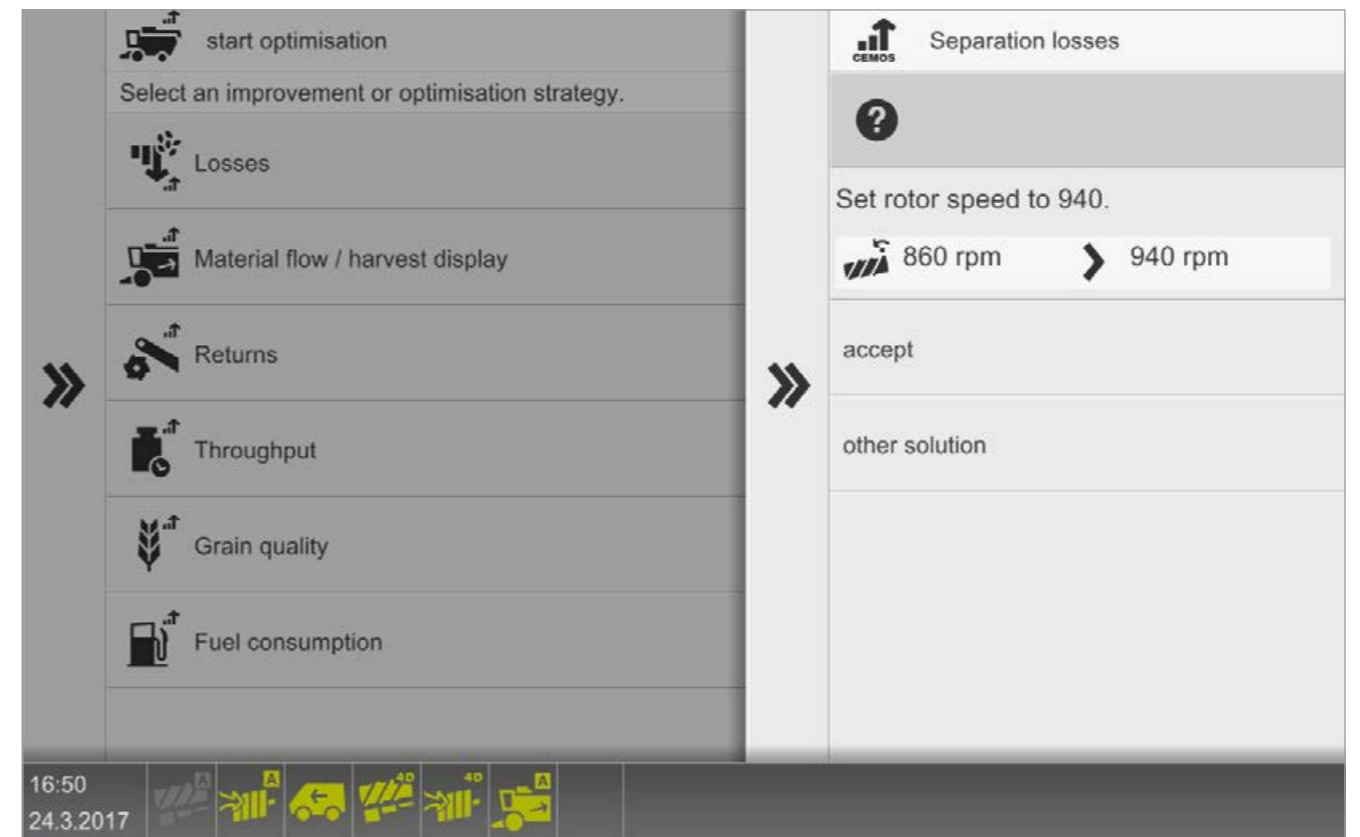 start optimisation
Select an improvement or optimisation strategy.
Losses
Material flow / harvest display
Returns
Throughput
Grain quality
Fuel consumption
CEMOS
Separation losses
?
Set rotor speed to 940.
860 rpm 940 rpm
accept
other solution
16:50
24.3.2017
A A 4D 4D A